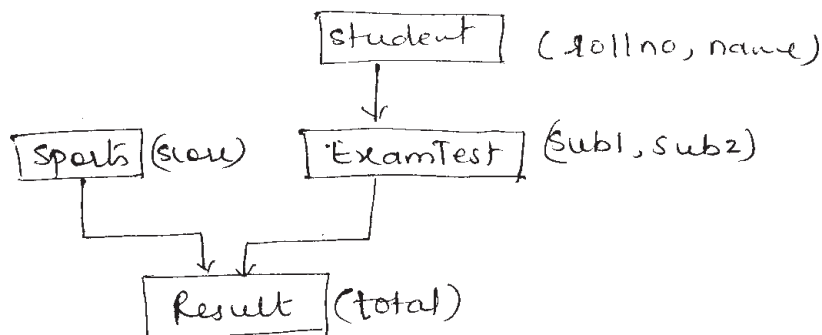 student (rollno, name)
Sports (score) ExamTest (sub1, sub2)
Result (total)